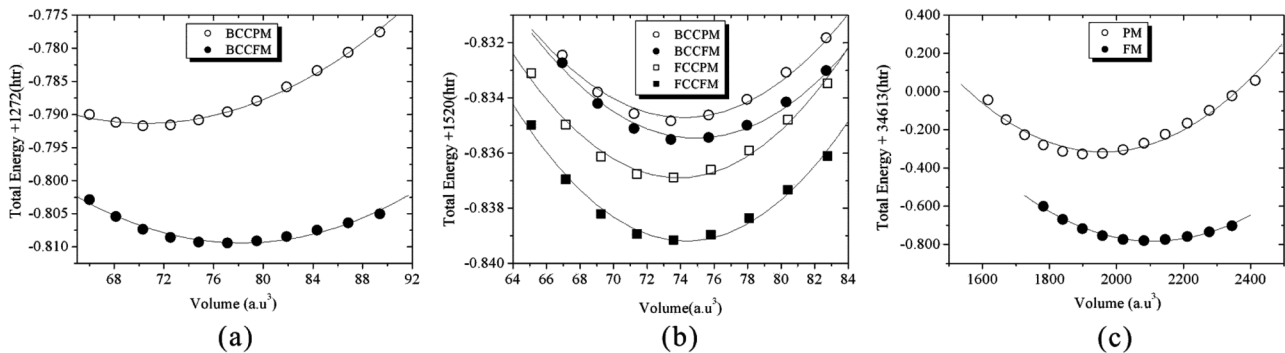 -0.775
-0.780
-0.785
-0.790
-0.795
-0.800
-0.805
-0.810
Total Energy +1272(htr)
BCCPM
BCCFM
68 72 76 80 84 88 92
Volume (a.u³)
(a)
-0.832
-0.834
-0.836
-0.838
-0.840
Total Energy +1520(htr)
BCCPM
BCCFM
FCCPM
FCCFM
64 66 68 70 72 74 76 78 80 82 84
Volume(a.u³)
(b)
0.400
0.200
0.000
-0.200
-0.400
-0.600
-0.800
Total Energy + 34613(htr)
PM
FM
1600 1800 2000 2200 2400
Volume (a.u³)
(c)